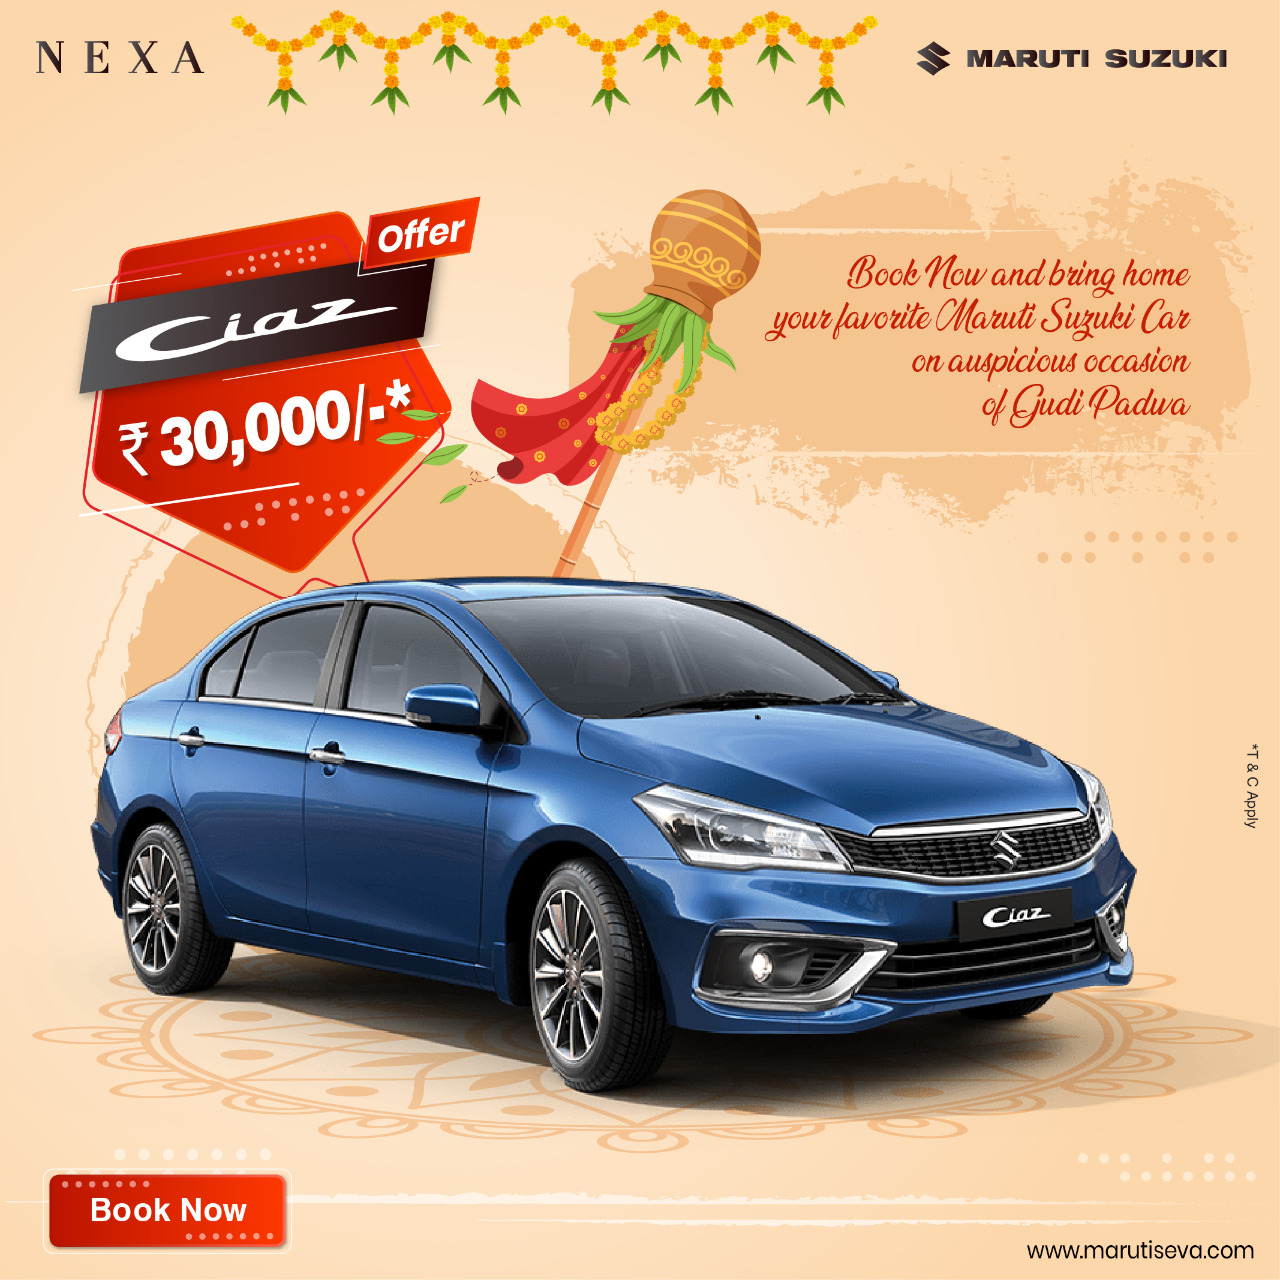 NEXA
MARUTI SUZUKI
Offer
Ciaz
₹ 30,000/-*
Book Now and bring home
your favorite Maruti Suzuki Car
on auspicious occasion
of Gudi Padwa
*T & C Apply
Ciaz
Book Now
www.marutiseva.com